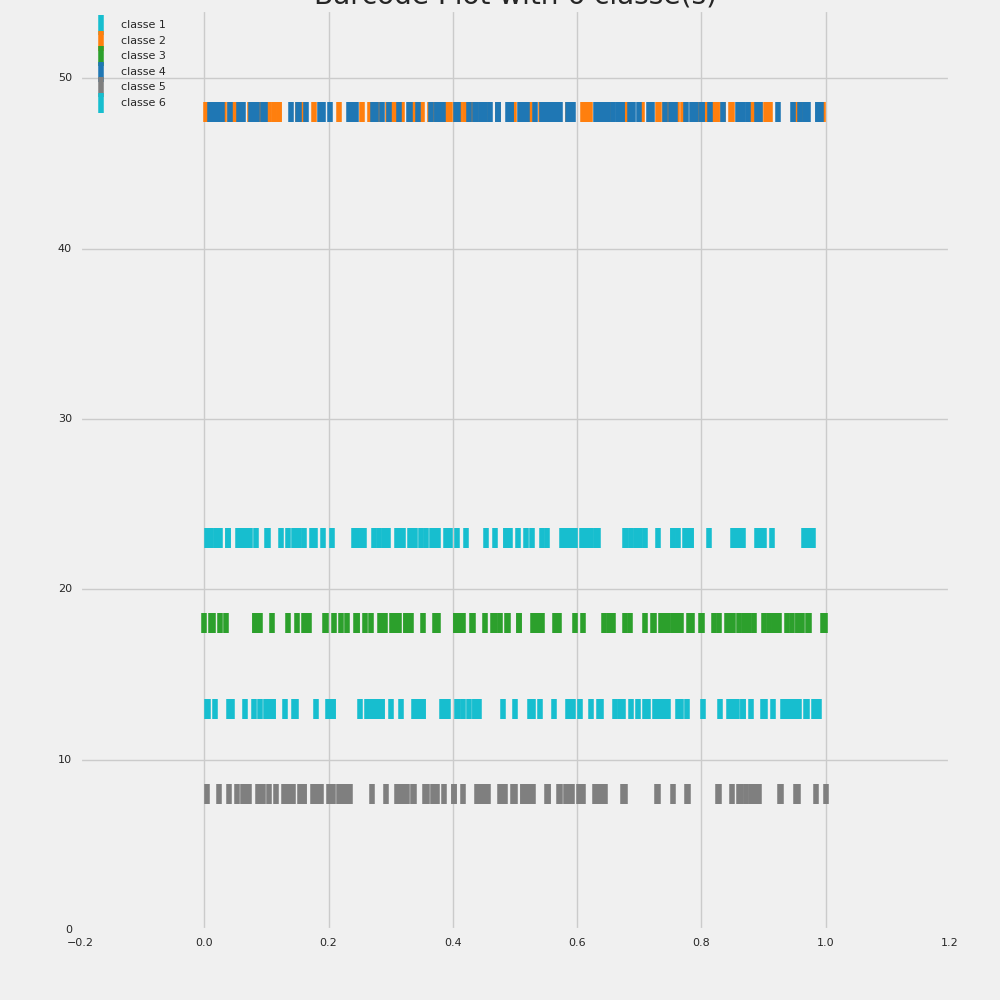 Barcode Plot with 6 classe(s)
classe 1
classe 2
classe 3
classe 4
classe 5
classe 6
50
40
30
20
10
0
−0.2 0.0 0.2 0.4 0.6 0.8 1.0 1.2